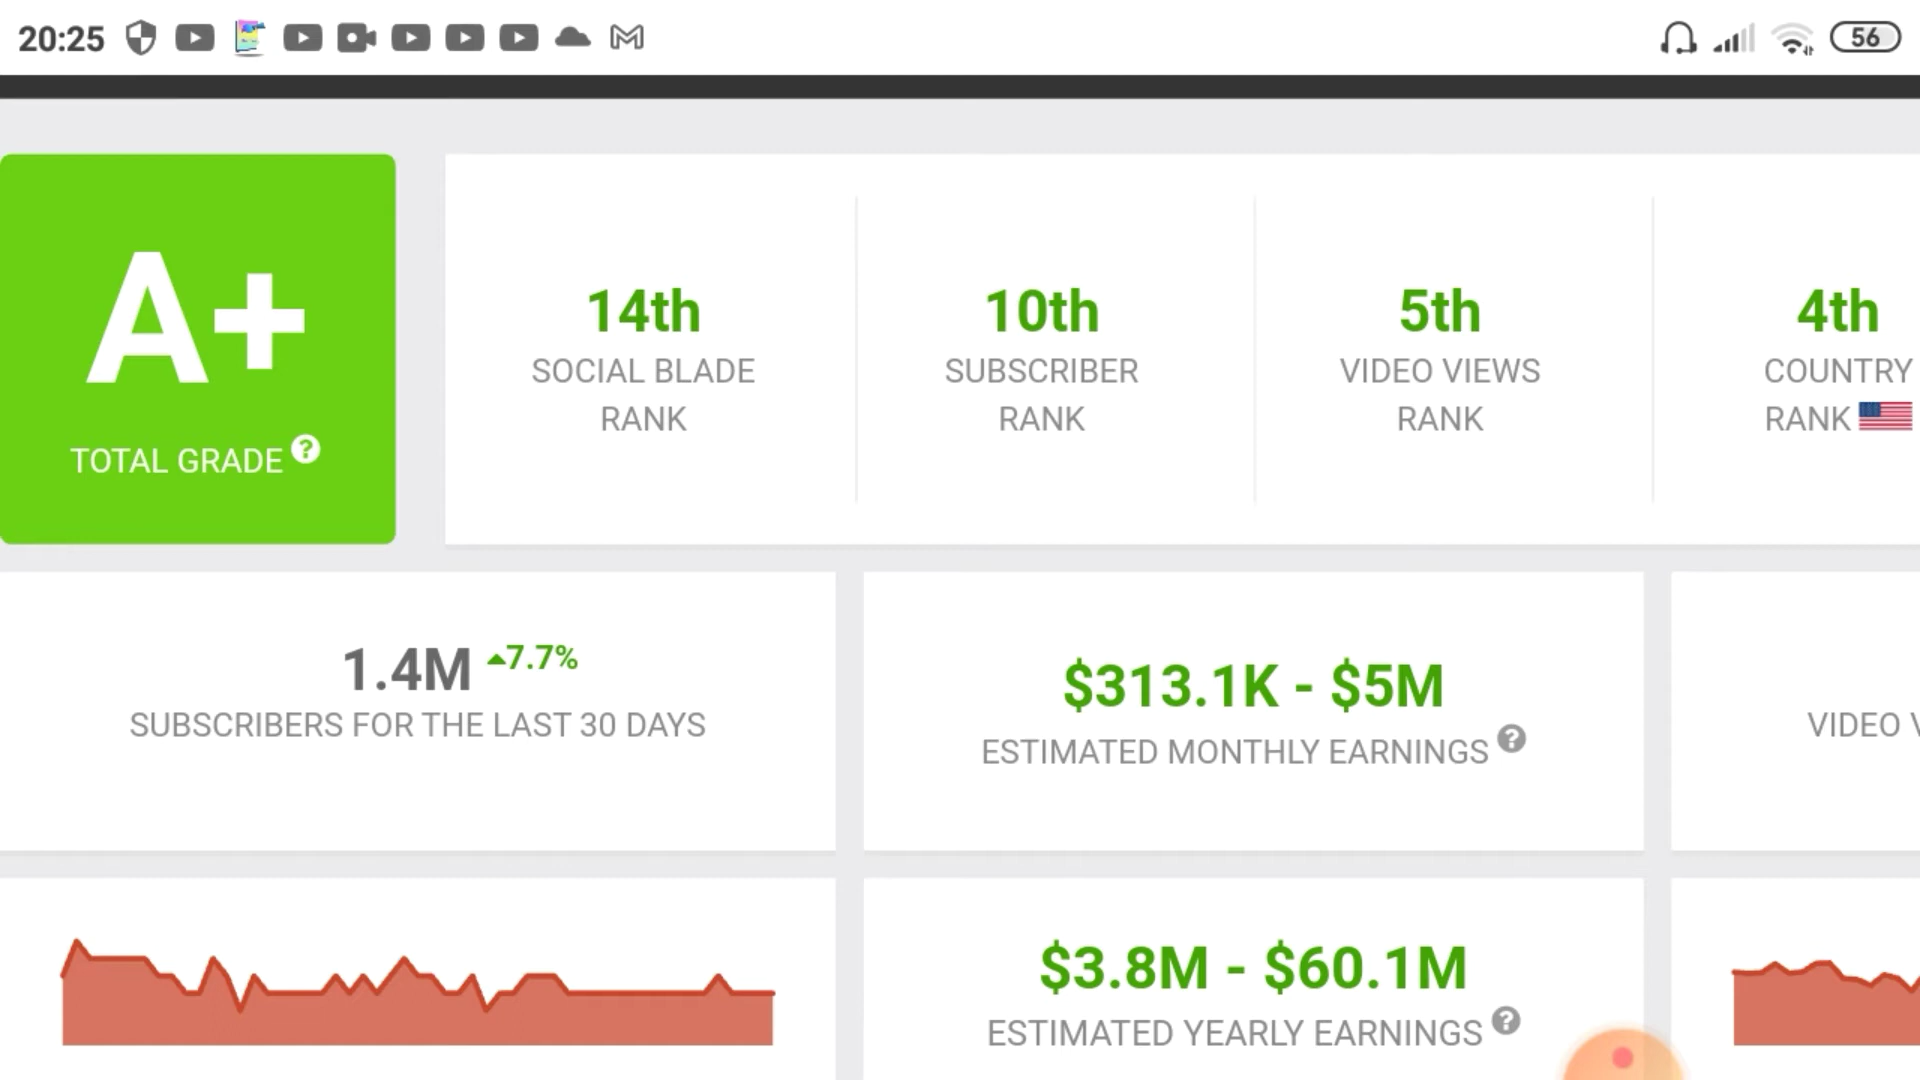 20:25
56
A+
TOTAL GRADE ?
14th
SOCIAL BLADE
RANK
10th
SUBSCRIBER
RANK
5th
VIDEO VIEWS
RANK
4th
COUNTRY
RANK
1.4M ▲7.7%
SUBSCRIBERS FOR THE LAST 30 DAYS
$313.1K - $5M
ESTIMATED MONTHLY EARNINGS ?
VIDEO V
$3.8M - $60.1M
ESTIMATED YEARLY EARNINGS ?